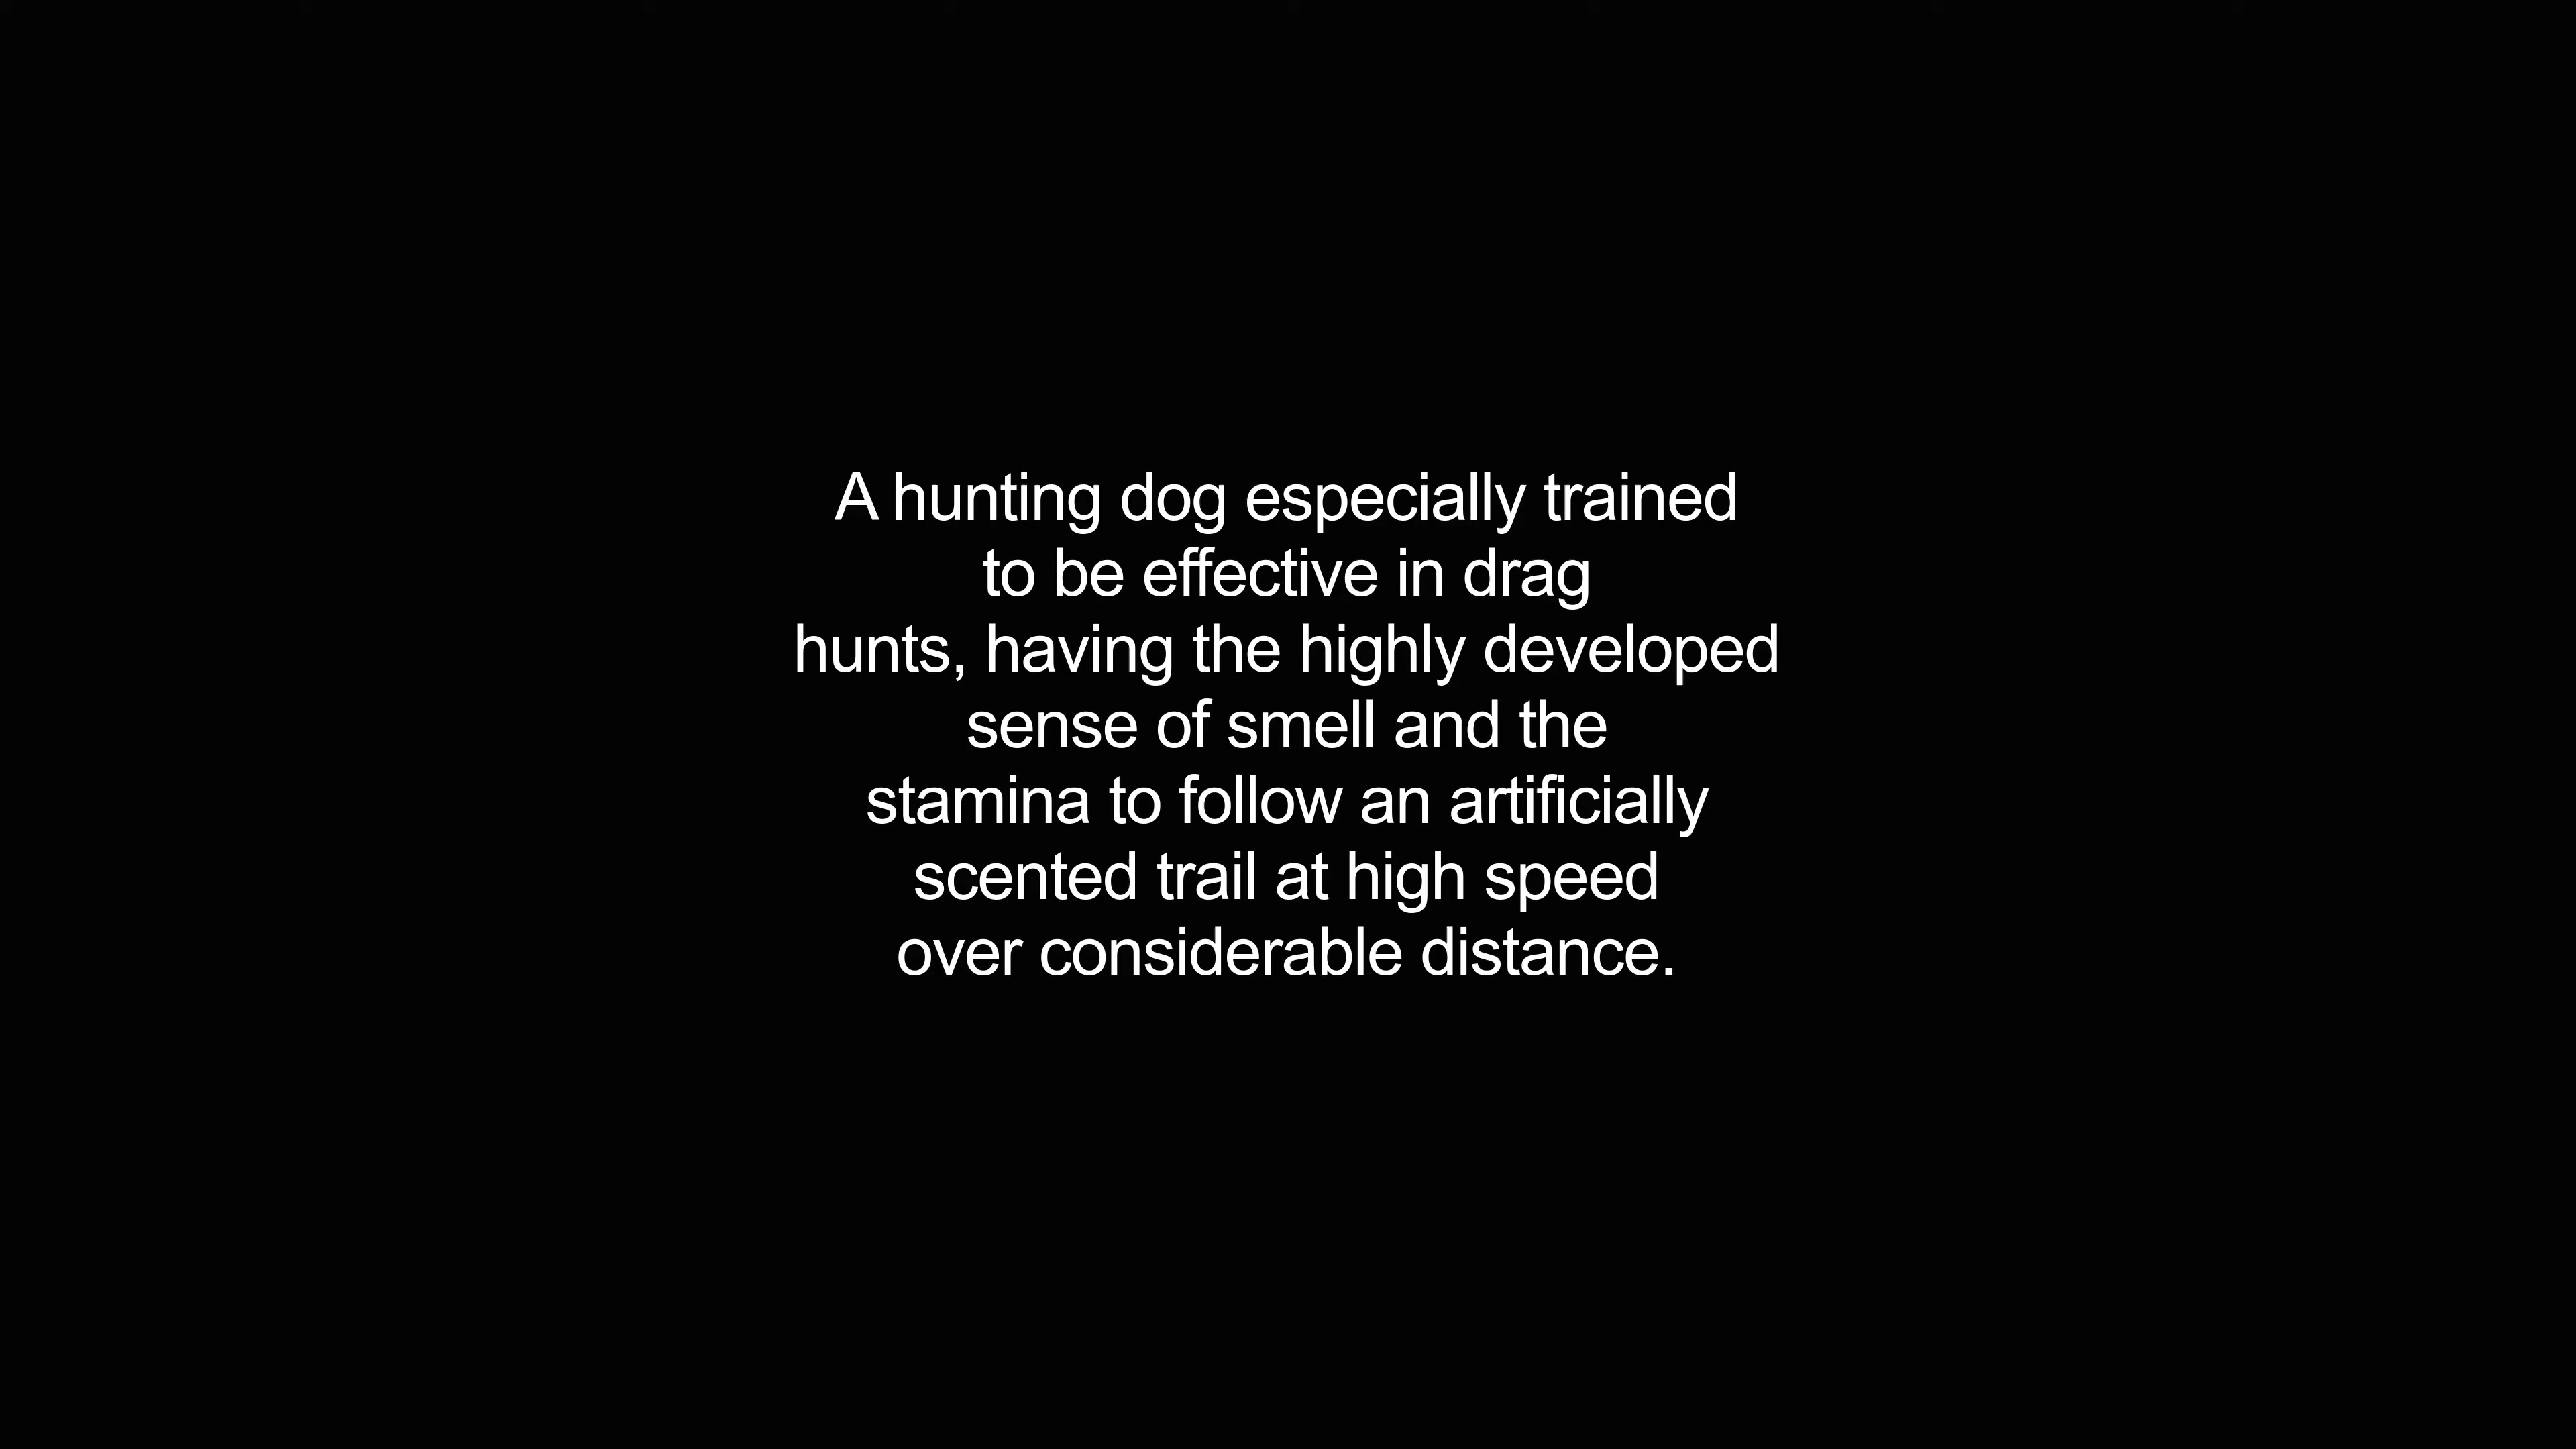 A hunting dog especially trained
to be effective in drag
hunts, having the highly developed
sense of smell and the
stamina to follow an artificially
scented trail at high speed
over considerable distance.